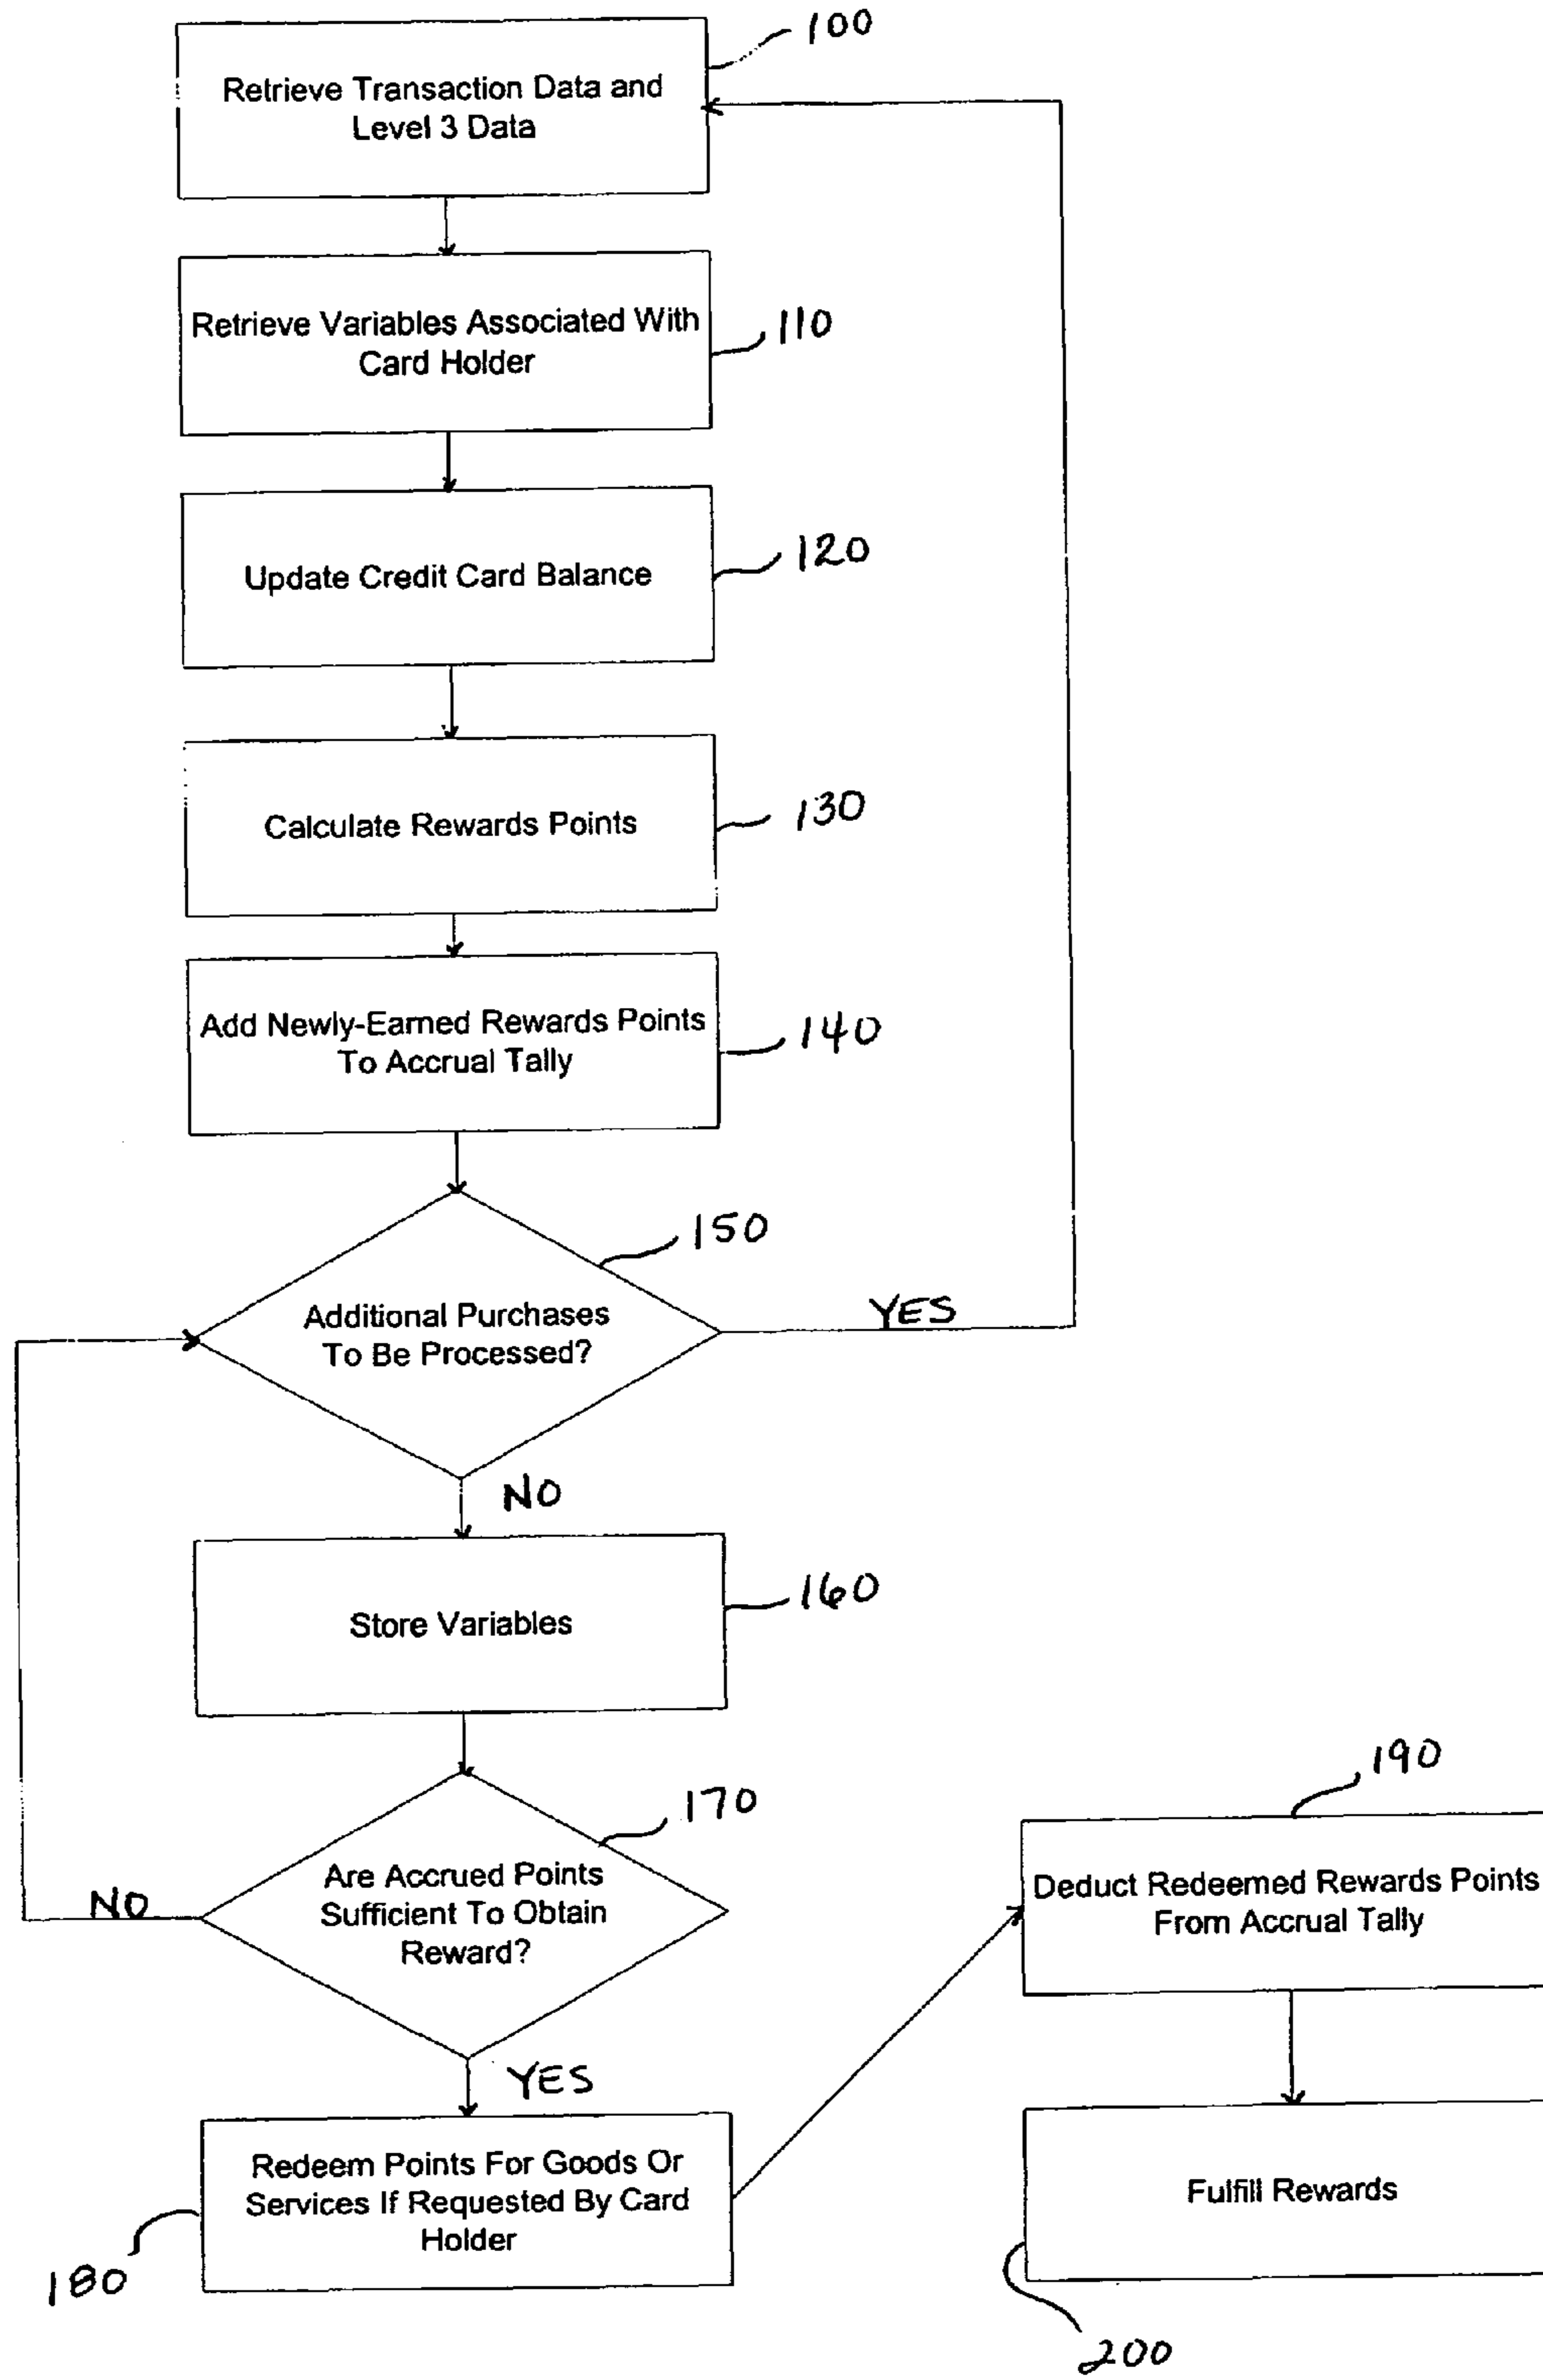 100
Retrieve Transaction Data and
Level 3 Data
Retrieve Variables Associated With
Card Holder
110
Update Credit Card Balance
120
Calculate Rewards Points
130
Add Newly-Earned Rewards Points
To Accrual Tally
140
150
Additional Purchases
To Be Processed?
YES
NO
Store Variables
160
170
Are Accrued Points
Sufficient To Obtain
Reward?
NO
YES
Redeem Points For Goods Or
Services If Requested By Card
Holder
180
190
Deduct Redeemed Rewards Points
From Accrual Tally
Fulfill Rewards
200